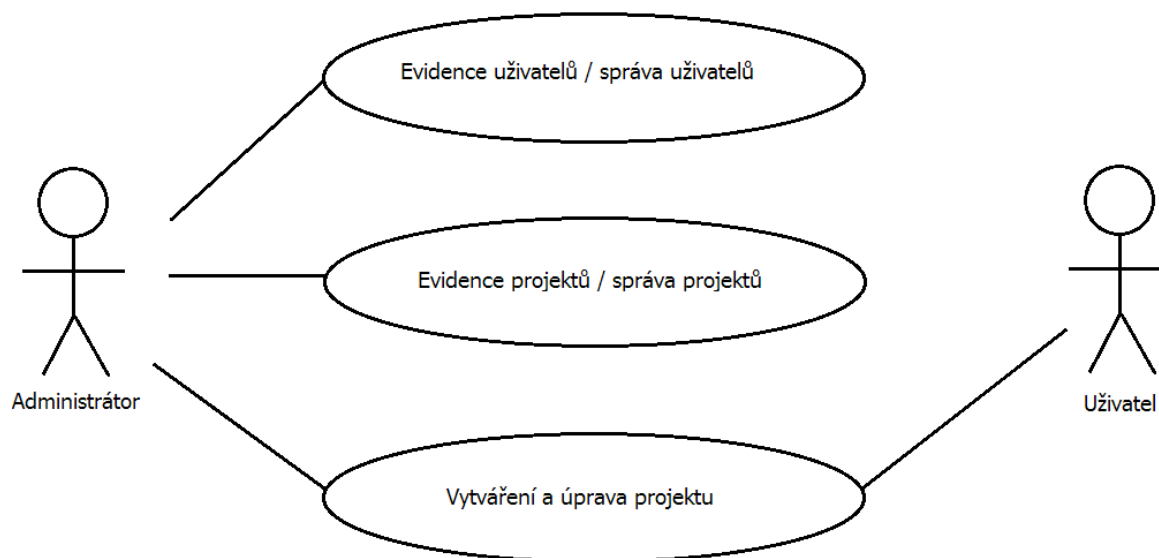 Evidence uživatelů / správa uživatelů
Evidence projektů / správa projektů
Administrátor
Uživatel
Vytváření a úprava projektu